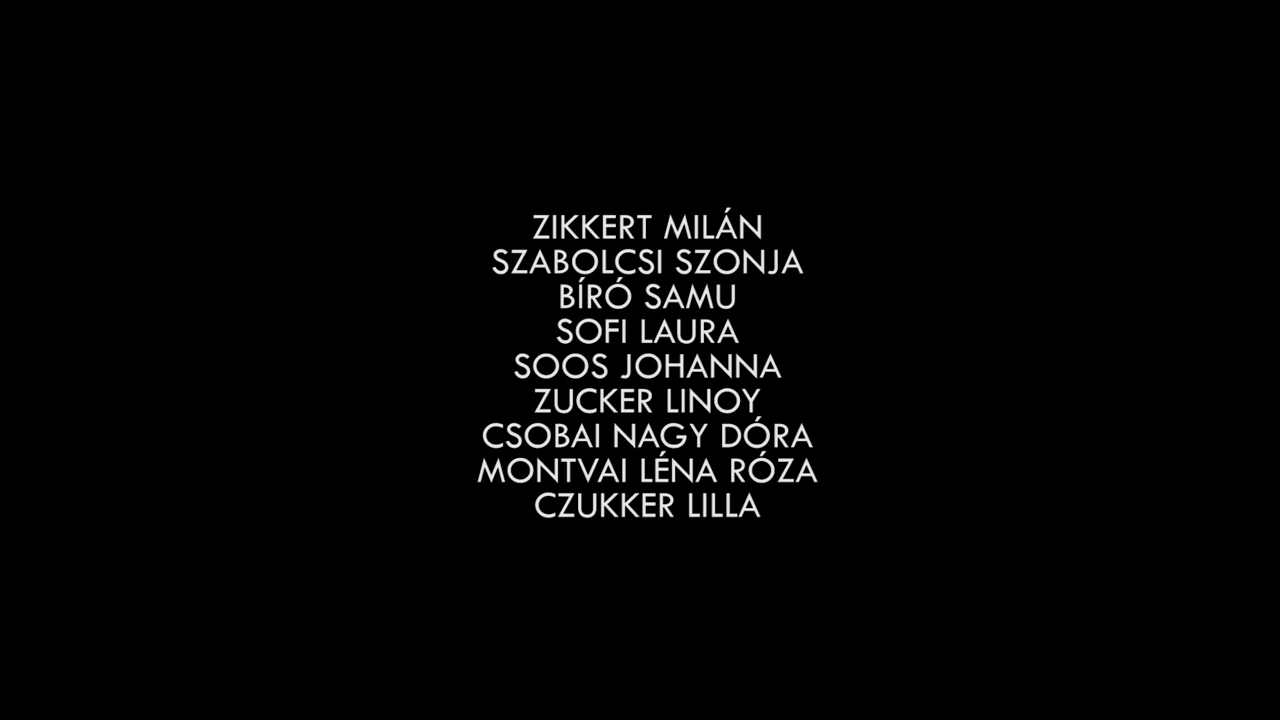 ZIKKERT MILÁN
SZABOLCSI SZONJA
BÍRÓ SAMU
SOFI LAURA
SOOS JOHANNA
ZUCKER LINOY
CSOBAI NAGY DÓRA
MONTVAI LÉNA RÓZA
CZUKKER LILLA